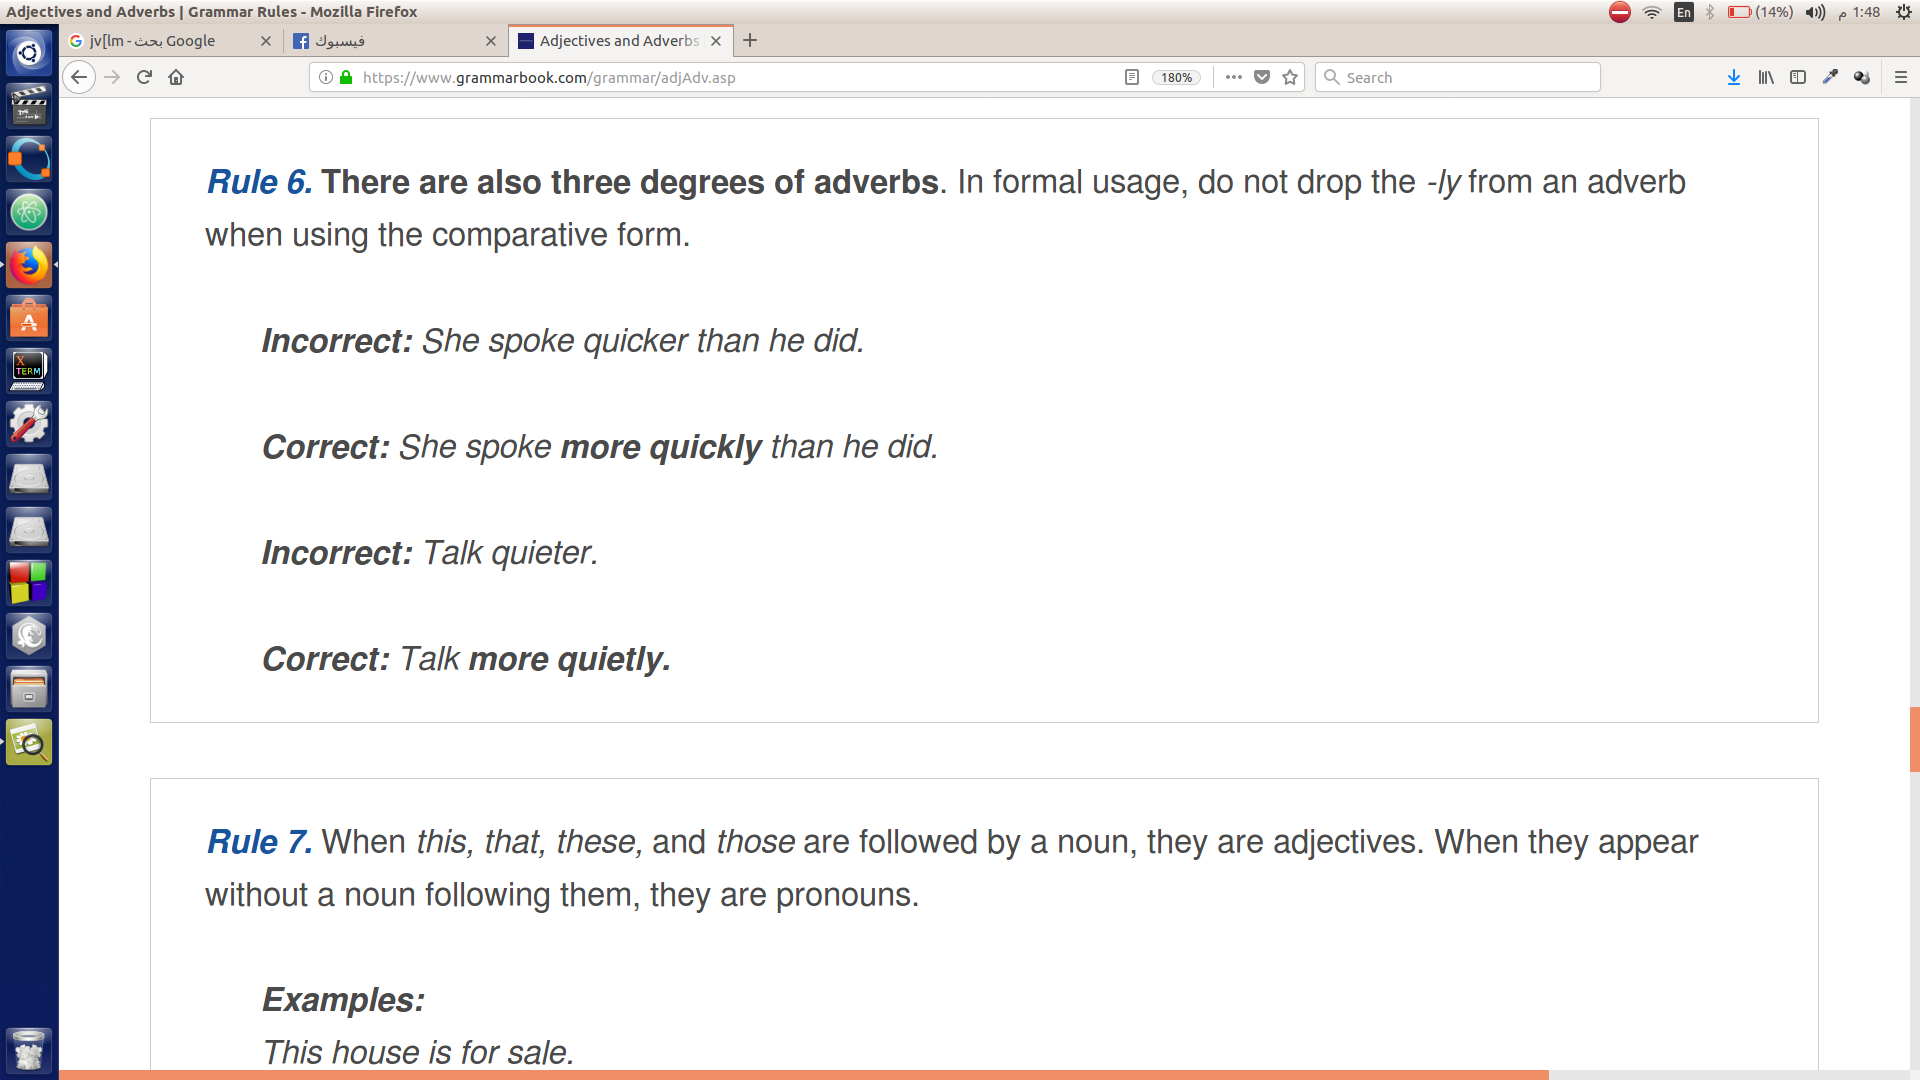 Adjectives and Adverbs | Grammar Rules - Mozilla Firefox
En
(14%)
1:48 م
jv[lm - بحث Google
فيسبوك
Adjectives and Adverbs
https://www.grammarbook.com/grammar/adjAdv.asp
180%
Search
Rule 6. There are also three degrees of adverbs. In formal usage, do not drop the -ly from an adverb
when using the comparative form.
Incorrect: She spoke quicker than he did.
Correct: She spoke more quickly than he did.
Incorrect: Talk quieter.
Correct: Talk more quietly.
Rule 7. When this, that, these, and those are followed by a noun, they are adjectives. When they appear
without a noun following them, they are pronouns.
Examples:
This house is for sale.
X
TERM